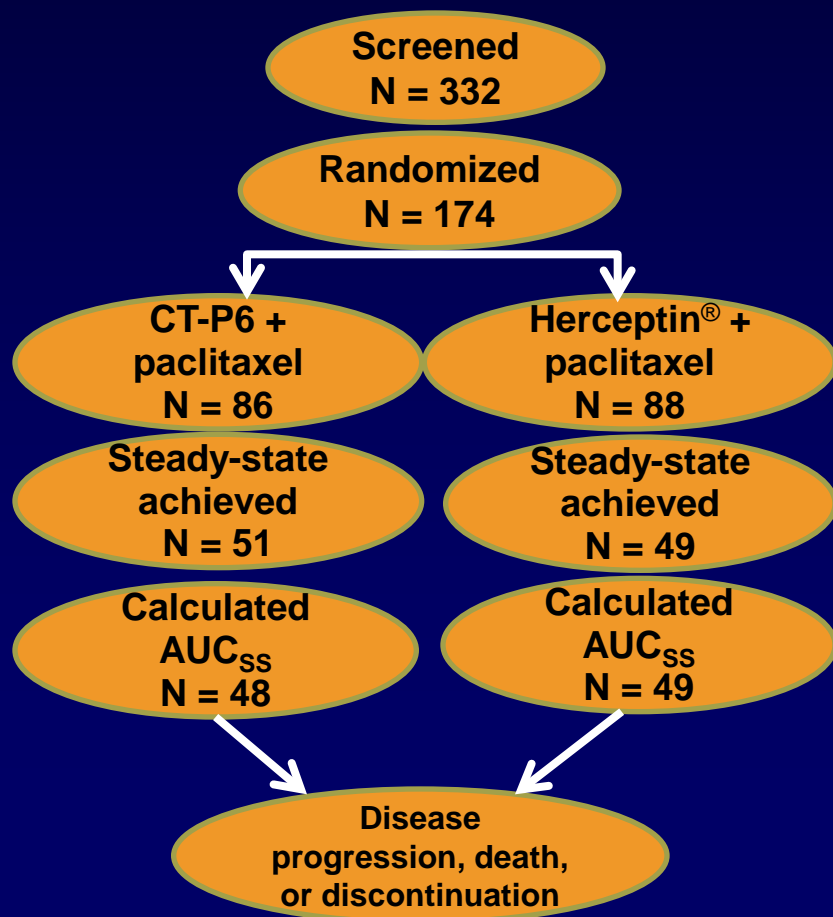 Screened
N = 332
Randomized
N = 174
CT-P6 +
paclitaxel
N = 86
Herceptin® +
paclitaxel
N = 88
Steady-state
achieved
N = 51
Steady-state
achieved
N = 49
Calculated
AUCSS
N = 48
Calculated
AUCSS
N = 49
Disease
progression, death,
or discontinuation